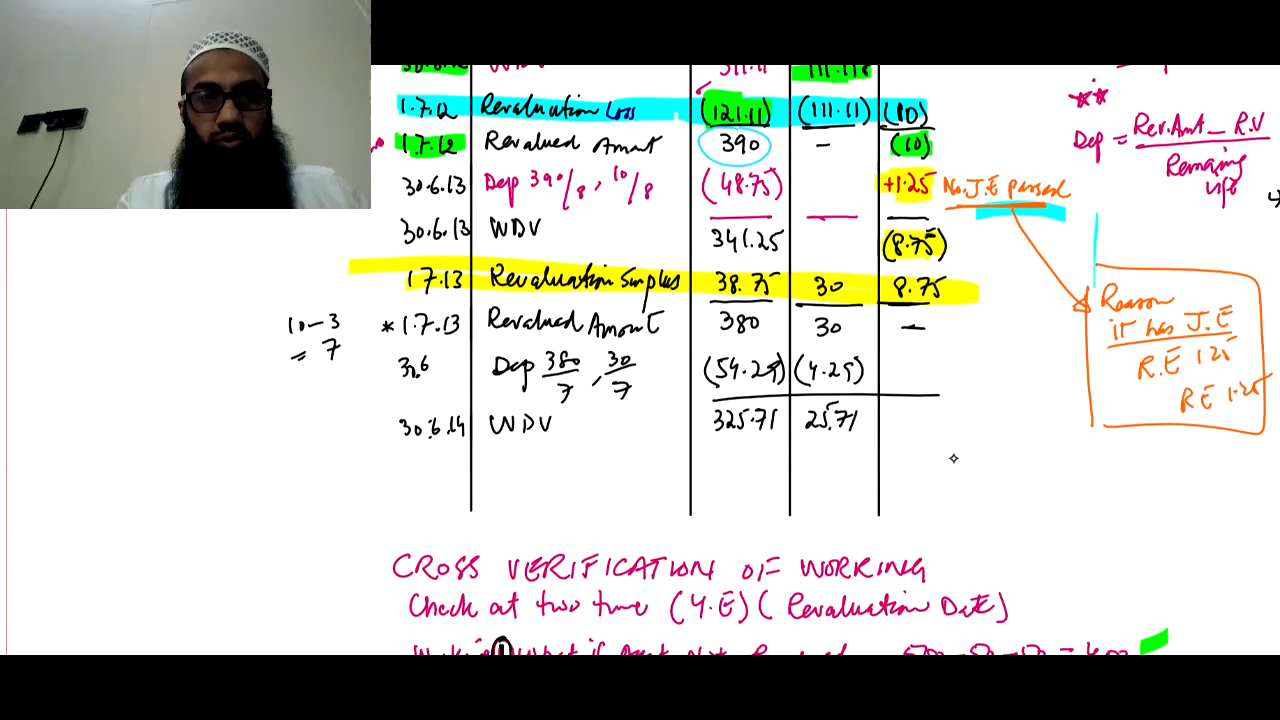 1.7.12 Revaluation Loss (121.11) (111.11) (10)
1.7.12 Revalued Amount 390 – (10)
30.6.13 Dep 390/8, 10/8 (48.75) +1.25 No J.E passed
30.6.13 WDV 341.25 (8.75)
1.7.13 Revaluation Surplus 38.75 30 8.75
10-3 * 1.7.13 Revalued Amount 380 30 –
= 7
Dep 380/7, 30/7 (54.29) (4.25)
30.6.14 WDV 325.71 25.71
Dep = Rev.Amt – R.V
Remaining
life
Reason
it has J.E
R.E 1.25
R.E 1.25
CROSS VERIFICATION OF WORKING
Check at two time (Y.E) (Revaluation Date)